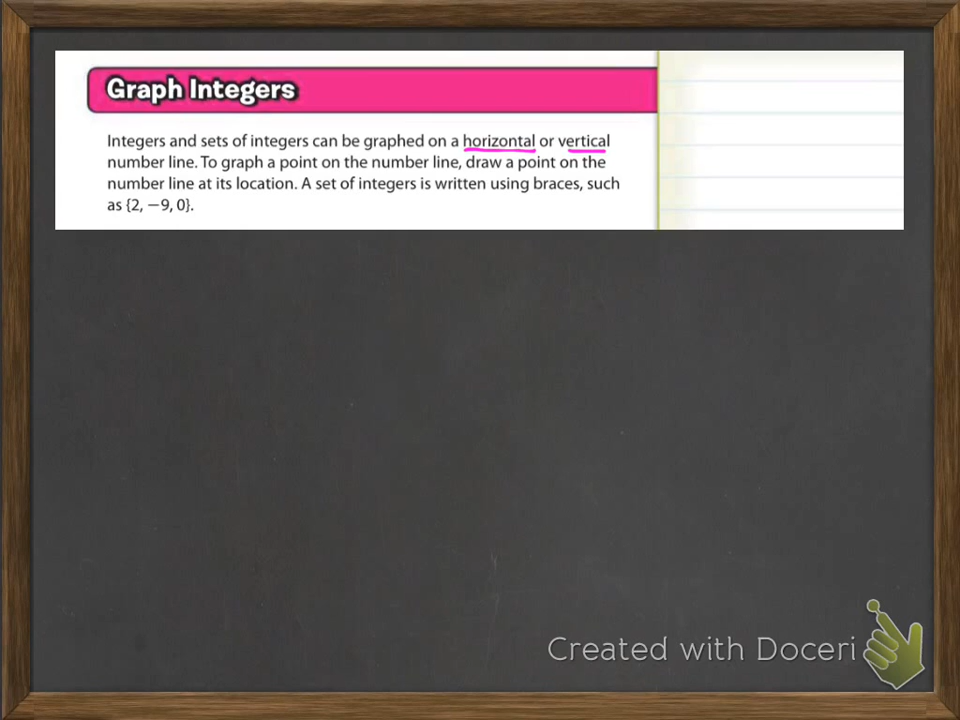 Graph Integers
Integers and sets of integers can be graphed on a horizontal or vertical
number line. To graph a point on the number line, draw a point on the
number line at its location. A set of integers is written using braces, such
as {2, −9, 0}.
Created with Doceri